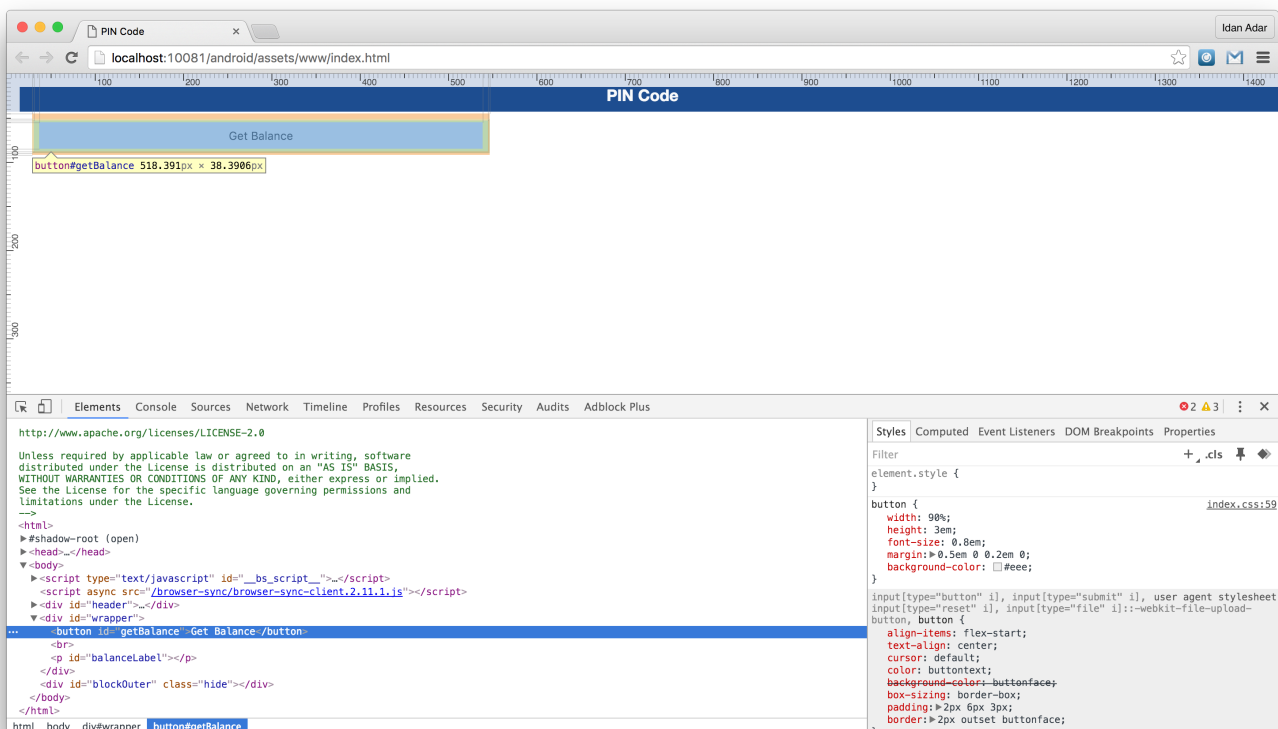 PIN Code ×
Idan Adar
localhost:10081/android/assets/www/index.html
100 200 300 400 500 600 700 800 900 1000 1100 1200 1300 1400
PIN Code
Get Balance
button#getBalance 518.391px × 38.3906px
100
200
300
Elements Console Sources Network Timeline Profiles Resources Security Audits Adblock Plus 2 3
http://www.apache.org/licenses/LICENSE-2.0
Unless required by applicable law or agreed to in writing, software
distributed under the License is distributed on an "AS IS" BASIS,
WITHOUT WARRANTIES OR CONDITIONS OF ANY KIND, either express or implied.
See the License for the specific language governing permissions and
limitations under the License.
-->
<html>
▶#shadow-root (open)
▶<head>…</head>
▼<body>
▶<script type="text/javascript" id="__bs_script__">…</script>
<script async src="/browser-sync/browser-sync-client.2.11.1.js"></script>
▶<div id="header">…</div>
▼<div id="wrapper">
… <button id="getBalance">Get Balance</button>
<br>
<p id="balanceLabel"></p>
</div>
<div id="blockOuter" class="hide"></div>
</body>
</html>
html body div#wrapper button#getBalance
Styles Computed Event Listeners DOM Breakpoints Properties
Filter + .cls
element.style {
}
button { index.css:59
width: 90%;
height: 3em;
font-size: 0.8em;
margin:▶0.5em 0 0.2em 0;
background-color: #eee;
}
input[type="button" i], input[type="submit" i], user agent stylesheet
input[type="reset" i], input[type="file" i]::-webkit-file-upload-
button, button {
align-items: flex-start;
text-align: center;
cursor: default;
color: buttontext;
background-color: buttonface;
box-sizing: border-box;
padding:▶2px 6px 3px;
border:▶2px outset buttonface;
}